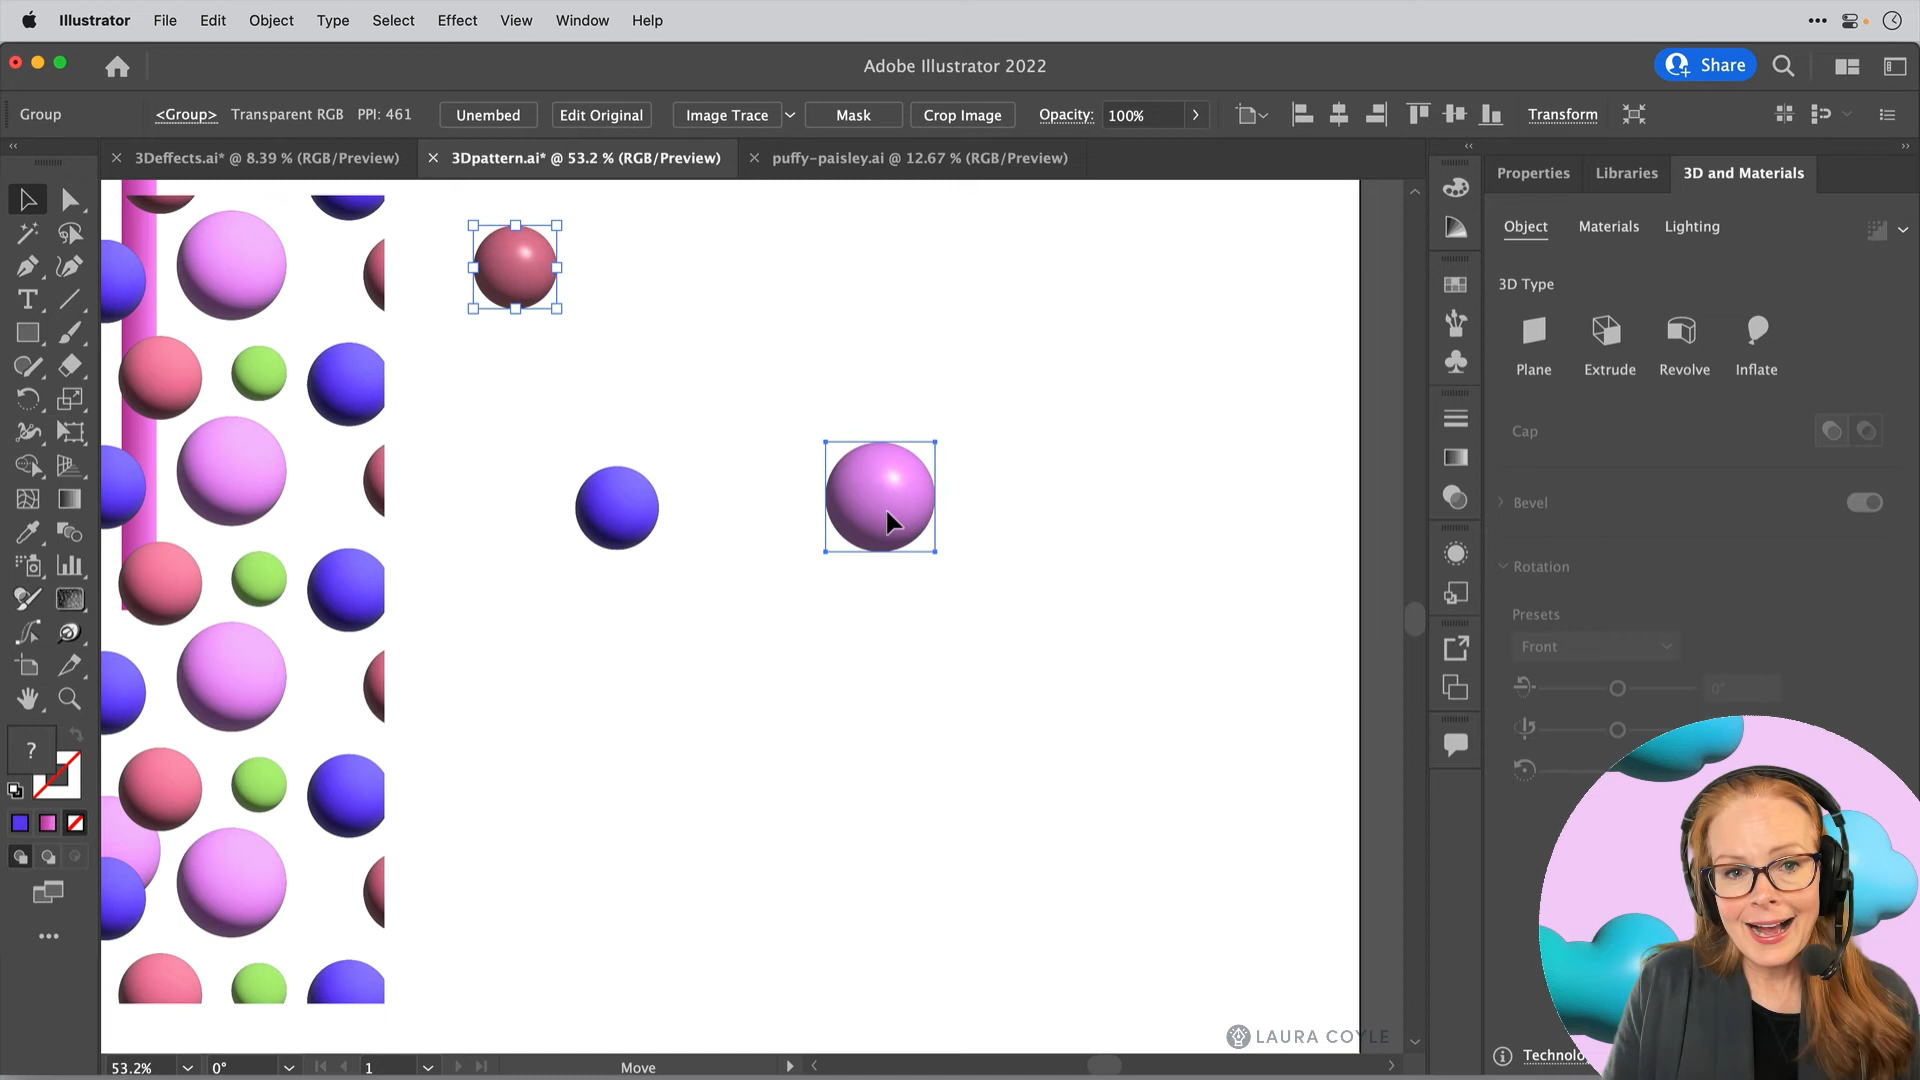 Illustrator File Edit Object Type Select Effect View Window Help
Adobe Illustrator 2022
Share
Group <Group> Transparent RGB PPI: 461 Unembed Edit Original Image Trace Mask Crop Image Opacity: 100% Transform
3Deffects.ai* @ 8.39 % (RGB/Preview) 3Dpattern.ai* @ 53.2 % (RGB/Preview) puffy-paisley.ai @ 12.67 % (RGB/Preview)
Properties Libraries 3D and Materials
Object Materials Lighting
3D Type
Plane Extrude Revolve Inflate
Cap
Bevel
Rotation
Presets
Front
0°
?
LAURA COYLE
Technolo
53.2% 0° 1 Move